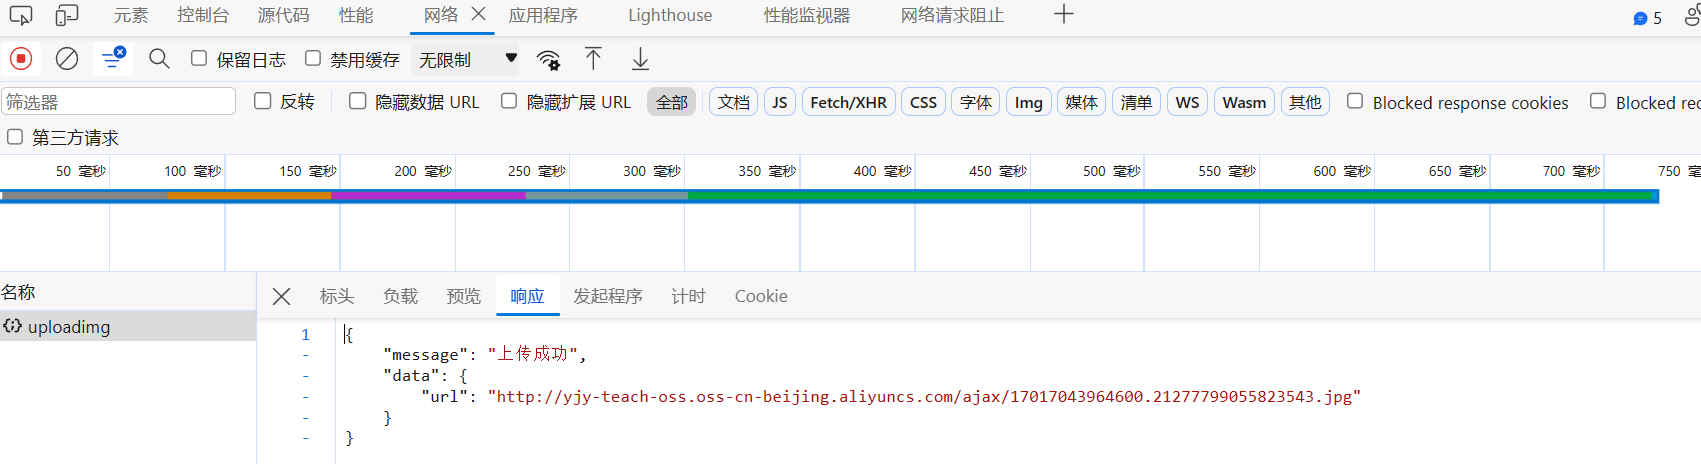 元素 控制台 源代码 性能 网络 应用程序 Lighthouse 性能监视器 网络请求阻止 5
保留日志 禁用缓存 无限制
筛选器 反转 隐藏数据 URL 隐藏扩展 URL 全部 文档 JS Fetch/XHR CSS 字体 Img 媒体 清单 WS Wasm 其他 Blocked response cookies Blocked rec
第三方请求
50 毫秒 100 毫秒 150 毫秒 200 毫秒 250 毫秒 300 毫秒 350 毫秒 400 毫秒 450 毫秒 500 毫秒 550 毫秒 600 毫秒 650 毫秒 700 毫秒 750 毫秒
名称 标头 负载 预览 响应 发起程序 计时 Cookie
uploadimg
1 {
- "message": "上传成功",
- "data": {
- "url": "http://yjy-teach-oss.oss-cn-beijing.aliyuncs.com/ajax/17017043964600.21277799055823543.jpg"
- }
- }